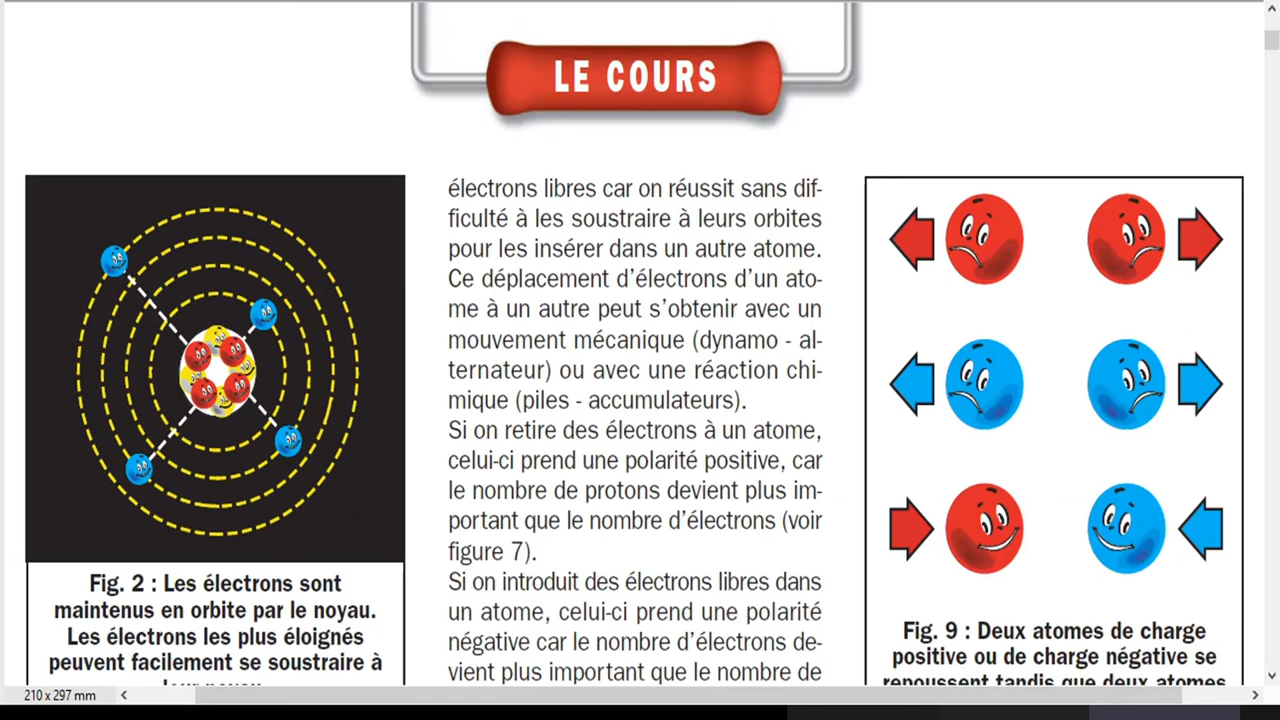 LE COURS
Fig. 2 : Les électrons sont
maintenus en orbite par le noyau.
Les électrons les plus éloignés
peuvent facilement se soustraire à
leur noyau.
électrons libres car on réussit sans dif-
ficulté à les soustraire à leurs orbites
pour les insérer dans un autre atome.
Ce déplacement d’électrons d’un ato-
me à un autre peut s’obtenir avec un
mouvement mécanique (dynamo - al-
ternateur) ou avec une réaction chi-
mique (piles - accumulateurs).
Si on retire des électrons à un atome,
celui-ci prend une polarité positive, car
le nombre de protons devient plus im-
portant que le nombre d’électrons (voir
figure 7).
Si on introduit des électrons libres dans
un atome, celui-ci prend une polarité
négative car le nombre d’électrons de-
vient plus important que le nombre de
Fig. 9 : Deux atomes de charge
positive ou de charge négative se
repoussent tandis que deux atomes
210 x 297 mm